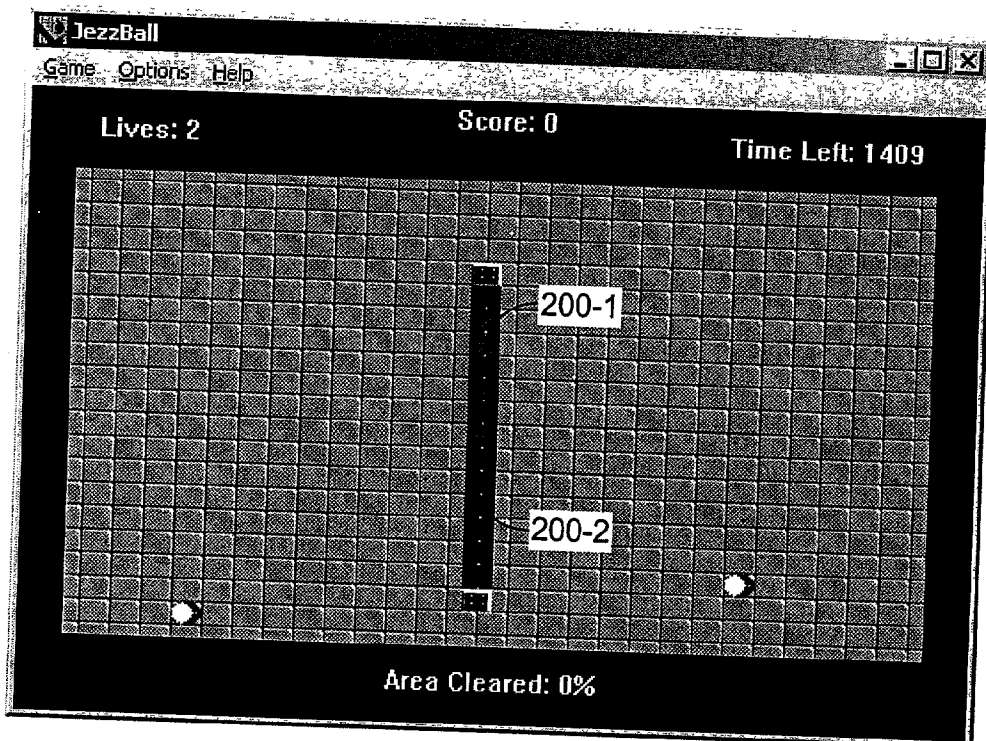 JezzBall
Game Options Help
Lives: 2
Score: 0
Time Left: 1409
200-1
200-2
Area Cleared: 0%